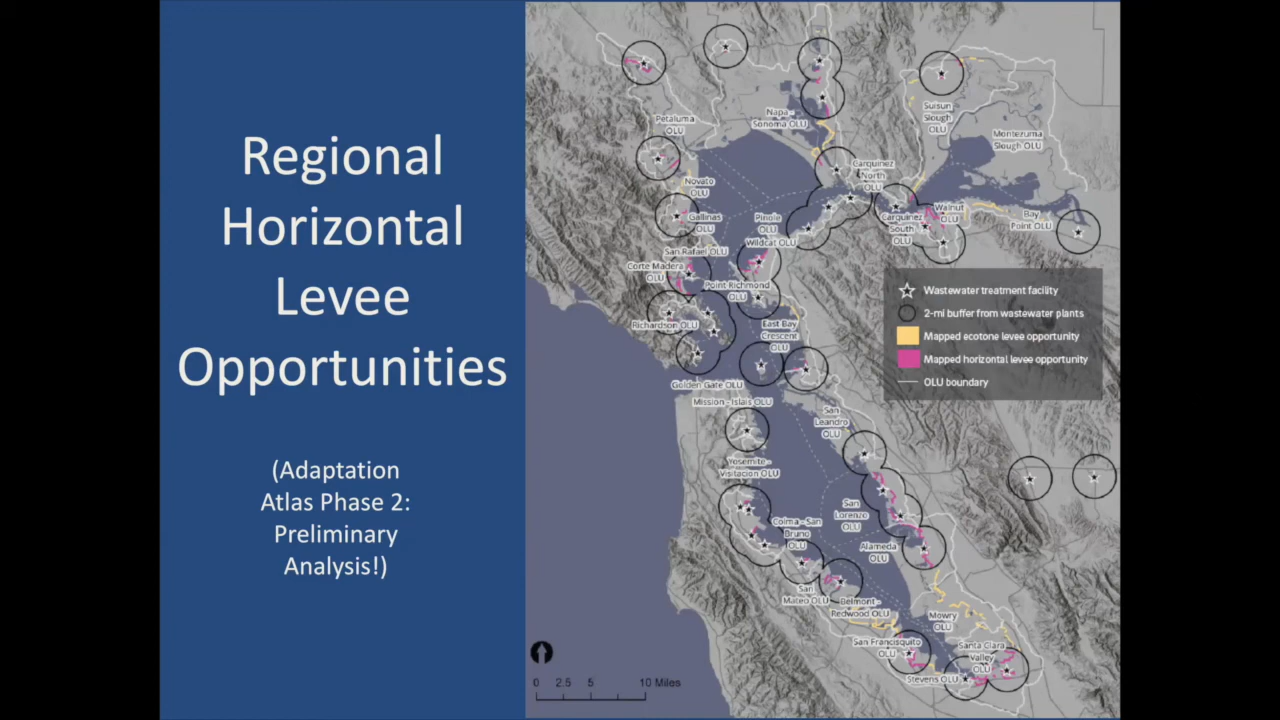 Regional
Horizontal
Levee
Opportunities
(Adaptation
Atlas Phase 2:
Preliminary
Analysis!)
Petaluma
OLU
Napa -
Sonoma OLU
Suisun
Slough
OLU
Montezuma
Slough OLU
Novato
OLU
Carquinez
North
OLU
Gallinas
OLU
Pinole
OLU
Walnut
OLU
Carquinez
South
OLU
Bay
Point OLU
San Rafael OLU
Wildcat OLU
Corte Madera
OLU
Point Richmond
OLU
Richardson OLU
East Bay
Crescent
OLU
Golden Gate OLU
Mission - Islais OLU
San
Leandro
OLU
Yosemite -
Visitacion OLU
San
Lorenzo
OLU
Colma - San
Bruno
OLU
Alameda
OLU
San
Mateo OLU
Belmont-
Redwood OLU
Mowry
OLU
San Francisquito
OLU
Santa Clara
Valley
OLU
Stevens OLU
Wastewater treatment facility
2-mi buffer from wastewater plants
Mapped ecotone levee opportunity
Mapped horizontal levee opportunity
OLU boundary
0 2.5 5 10 Miles